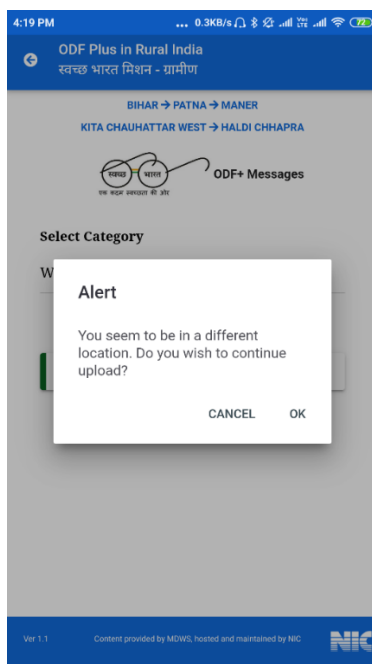 4:19 PM
... 0.3KB/s Vo) LTE 72
ODF Plus in Rural India
स्वच्छ भारत मिशन - ग्रामीण
BIHAR → PATNA → MANER
KITA CHAUHATTAR WEST → HALDI CHHAPRA
स्वच्छ भारत
एक कदम स्वच्छता की ओर
ODF+ Messages
Select Category
W
Alert
You seem to be in a different
location. Do you wish to continue
upload?
CANCEL OK
Ver 1.1 Content provided by MDWS, hosted and maintained by NIC NIC